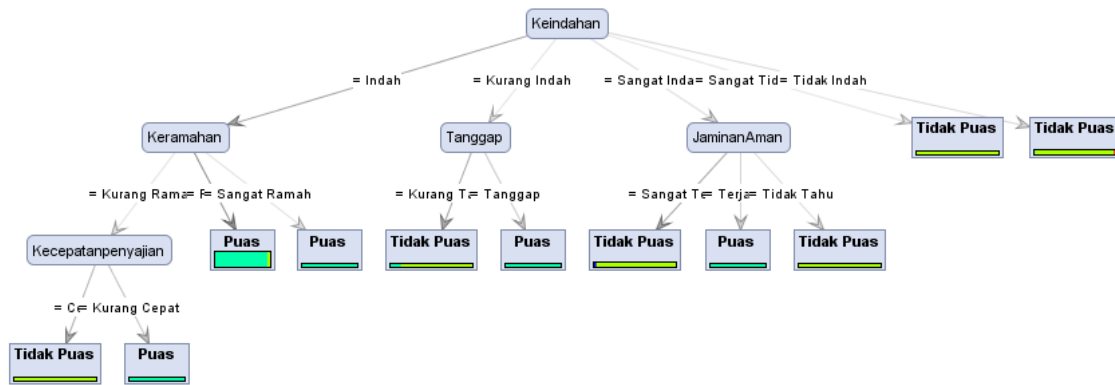 Keindahan
= Indah
= Kurang Indah
= Sangat Inda
= Sangat Tid
= Tidak Indah
Keramahan
Tanggap
JaminanAman
Tidak Puas
Tidak Puas
= Kurang Rama
= Sangat Ramah
= Kurang T
= Tanggap
= Sangat Te
= Terja
= Tidak Tahu
Kecepatanpenyajian
Puas
Puas
Tidak Puas
Puas
Tidak Puas
Puas
Tidak Puas
= Kurang Cepat
Tidak Puas
Puas